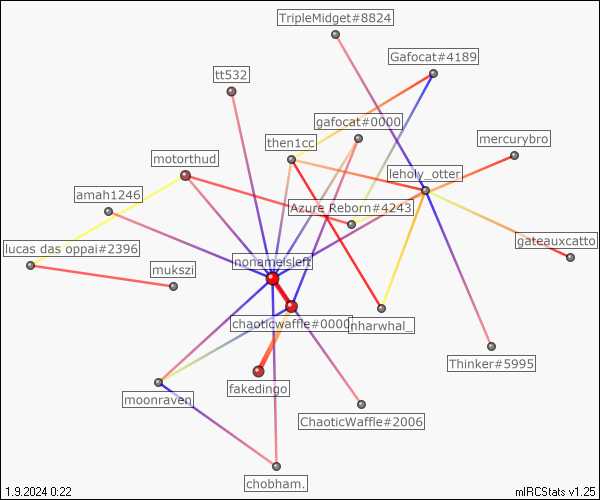 TripleMidget#8824
Gafocat#4189
tt532
gafocat#0000
then1cc
mercurybro
motorthud
leholy_otter
amah1246
Azure Reborn#4243
lucas das oppai#2396
gateauxcatto
nonameisleft
mukszi
chaoticwaffle#0000
nharwhal_
Thinker#5995
fakedingo
moonraven
ChaoticWaffle#2006
chobham.
1.9.2024 0:22
mIRCStats v1.25